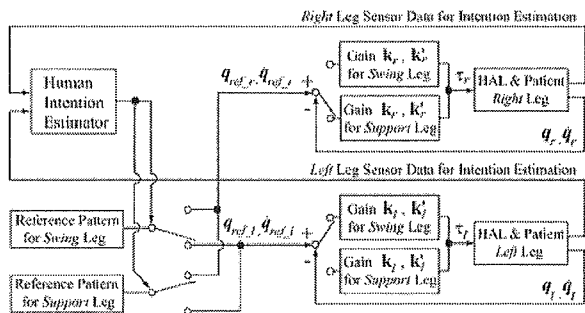 Right Leg Sensor Data for Intention Estimation
Human
Intention
Estimator
q_ref_r, q̇_ref_r
+
-
Gain k_r, k'_r
for Swing Leg
Gain k_r, k'_r
for Support Leg
τ_r
HAL & Patient
Right Leg
q_r, q̇_r
Left Leg Sensor Data for Intention Estimation
Reference Pattern
for Swing Leg
Reference Pattern
for Support Leg
q_ref_l, q̇_ref_l
+
-
Gain k_l, k'_l
for Swing Leg
Gain k_l, k'_l
for Support Leg
τ_l
HAL & Patient
Left Leg
q_l, q̇_l